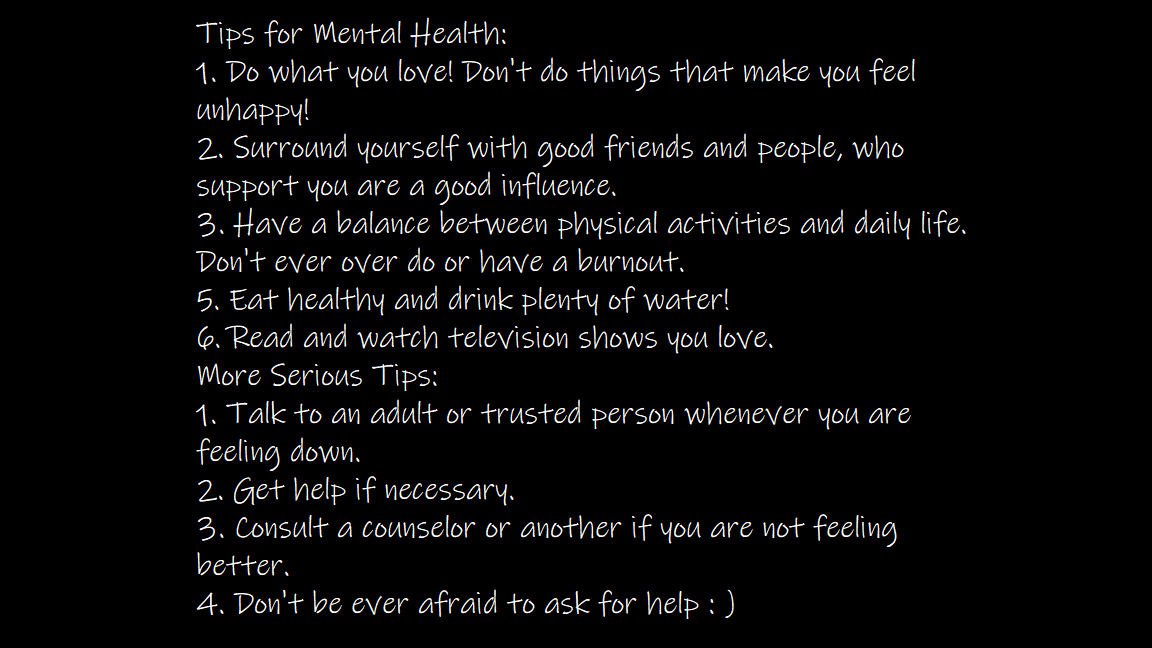 Tips for Mental Health:
1. Do what you love! Don't do things that make you feel
unhappy!
2. Surround yourself with good friends and people, who
support you are a good influence.
3. Have a balance between physical activities and daily life.
Don't ever over do or have a burnout.
5. Eat healthy and drink plenty of water!
6. Read and watch television shows you love.
More Serious Tips:
1. Talk to an adult or trusted person whenever you are
feeling down.
2. Get help if necessary.
3. Consult a counselor or another if you are not feeling
better.
4. Don't be ever afraid to ask for help : )